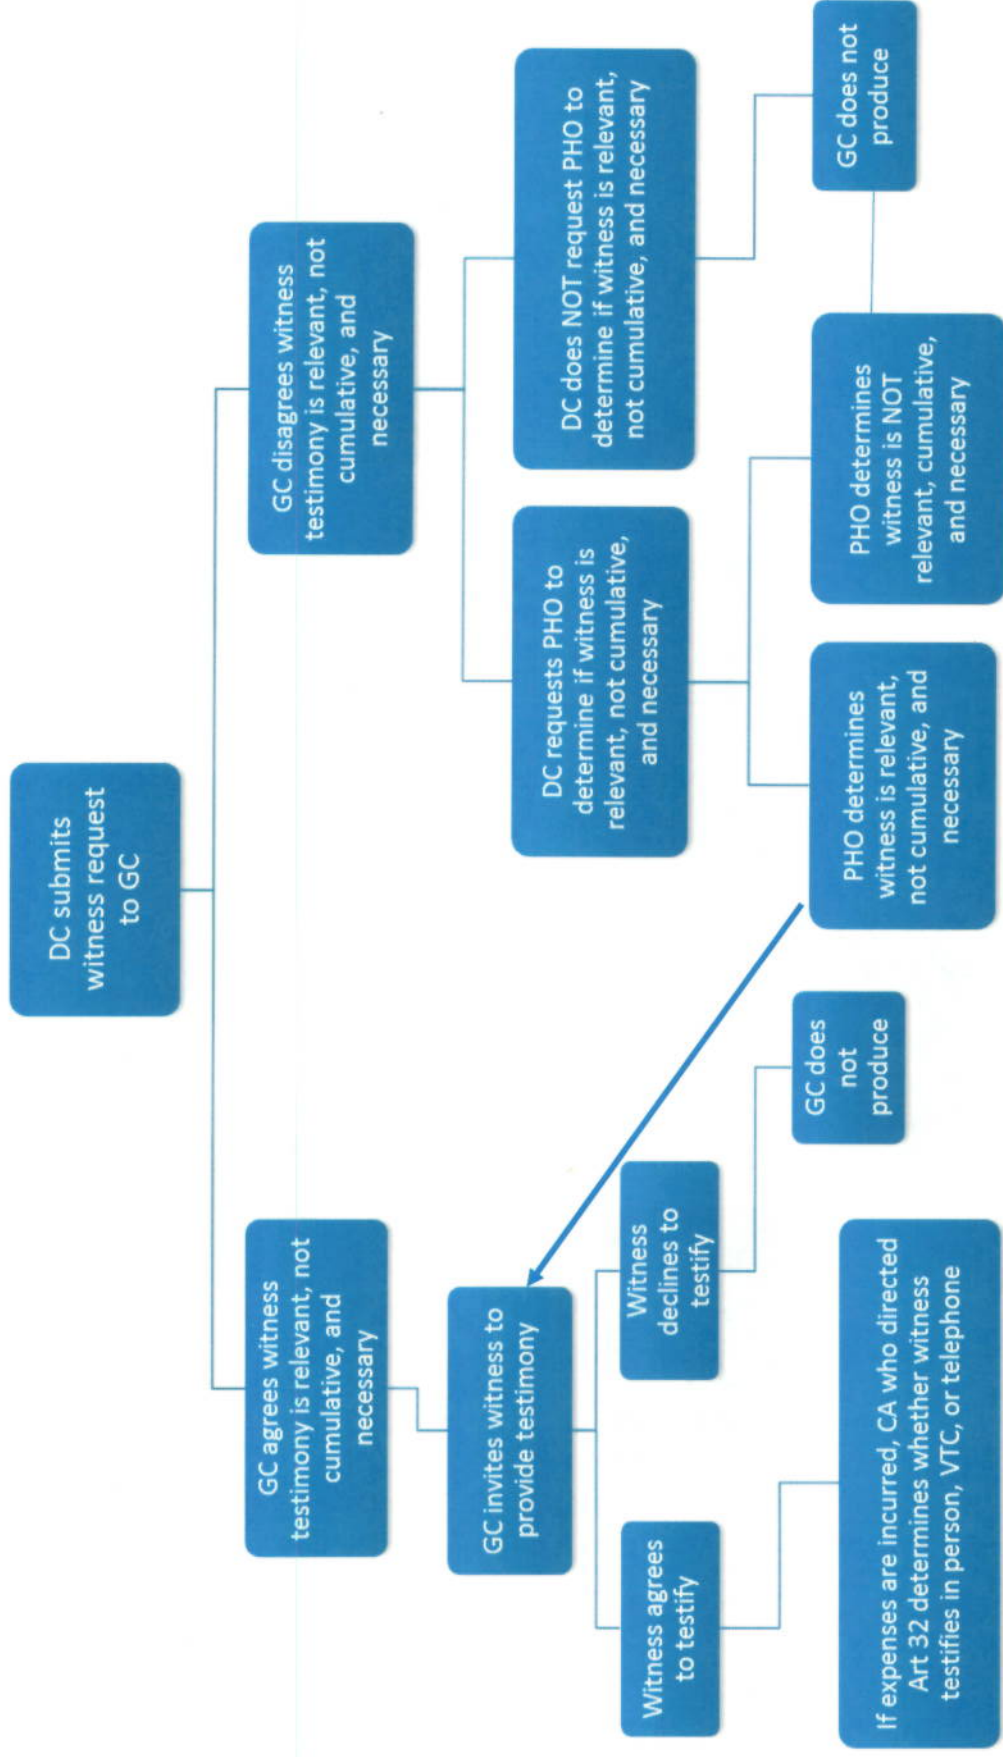 DC submits
witness request
to GC
GC agrees witness
testimony is relevant, not
cumulative, and
necessary
GC disagrees witness
testimony is relevant, not
cumulative, and
necessary
GC invites witness to
provide testimony
DC requests PHO to
determine if witness is
relevant, not cumulative,
and necessary
DC does NOT request PHO to
determine if witness is relevant,
not cumulative, and necessary
Witness agrees
to testify
Witness
declines to
testify
GC does
not
produce
PHO determines
witness is relevant,
not cumulative, and
necessary
PHO determines
witness is NOT
relevant, cumulative,
and necessary
GC does not
produce
If expenses are incurred, CA who directed
Art 32 determines whether witness
testifies in person, VTC, or telephone